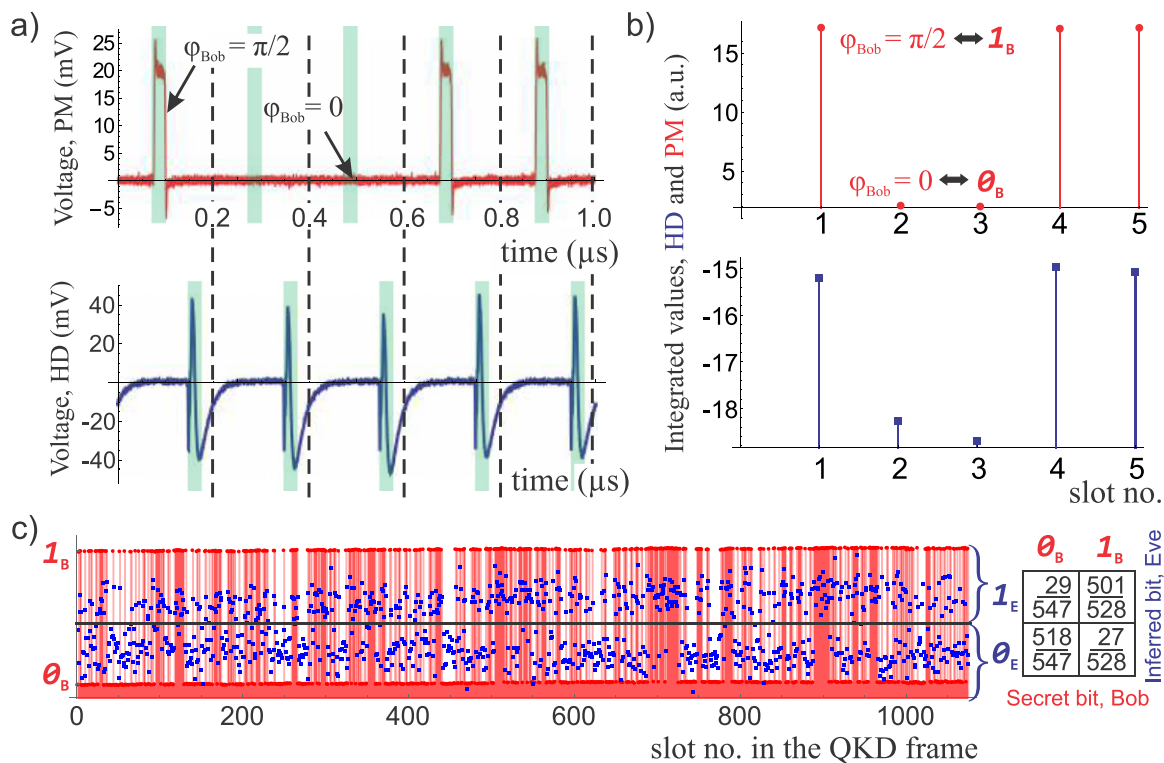 a)
Voltage, PM (mV)
25
20
15
10
5
−5
φBob = π/2
φBob = 0
0.2 0.4 0.6 0.8 1.0
time (µs)
Voltage, HD (mV)
40
20
−20
−40
time (µs)
b)
Integrated values, HD and PM (a.u.)
15
10
5
φBob = π/2 ⬌ 1B
φBob = 0 ⬌ 0B
1 2 3 4 5
-15
-16
-17
-18
1 2 3 4 5
slot no.
c)
1B
0B
0 200 400 600 800 1000
slot no. in the QKD frame
1E
0E
0B 1B
29/547 501/528
518/547 27/528
Inferred bit, Eve
Secret bit, Bob